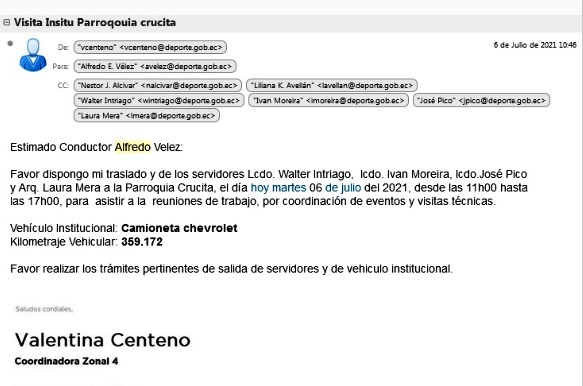 Visita Insitu Parroquoia crucita
6 de Julio de 2021 10:46
De: "vcenteno" <vcenteno@deporte.gob.ec>
Para: "Alfredo E. Vélez" <avelez@deporte.gob.ec>
CC: "Nestor J. Alcivar" <nalcivar@deporte.gob.ec> "Liliana K. Avellán" <lavellan@deporte.gob.ec>
"Walter Intriago" <wintriago@deporte.gob.ec> "Ivan Moreira" <imoreira@deporte.gob.ec> "José Pico" <jpico@deporte.gob.ec>
"Laura Mera" <lmera@deporte.gob.ec>
Estimado Conductor Alfredo Velez:
Favor dispongo mi traslado y de los servidores Lcdo. Walter Intriago, lcdo. Ivan Moreira, lcdo.José Pico
y Arq. Laura Mera a la Parroquia Crucita, el día hoy martes 06 de julio del 2021, desde las 11h00 hasta
las 17h00, para asistir a la reuniones de trabajo, por coordinación de eventos y visitas técnicas.
Vehículo Institucional: Camioneta chevrolet
Kilometraje Vehicular: 359.172
Favor realizar los trámites pertinentes de salida de servidores y de vehiculo institucional.
Saludos cordiales,
Valentina Centeno
Coordinadora Zonal 4